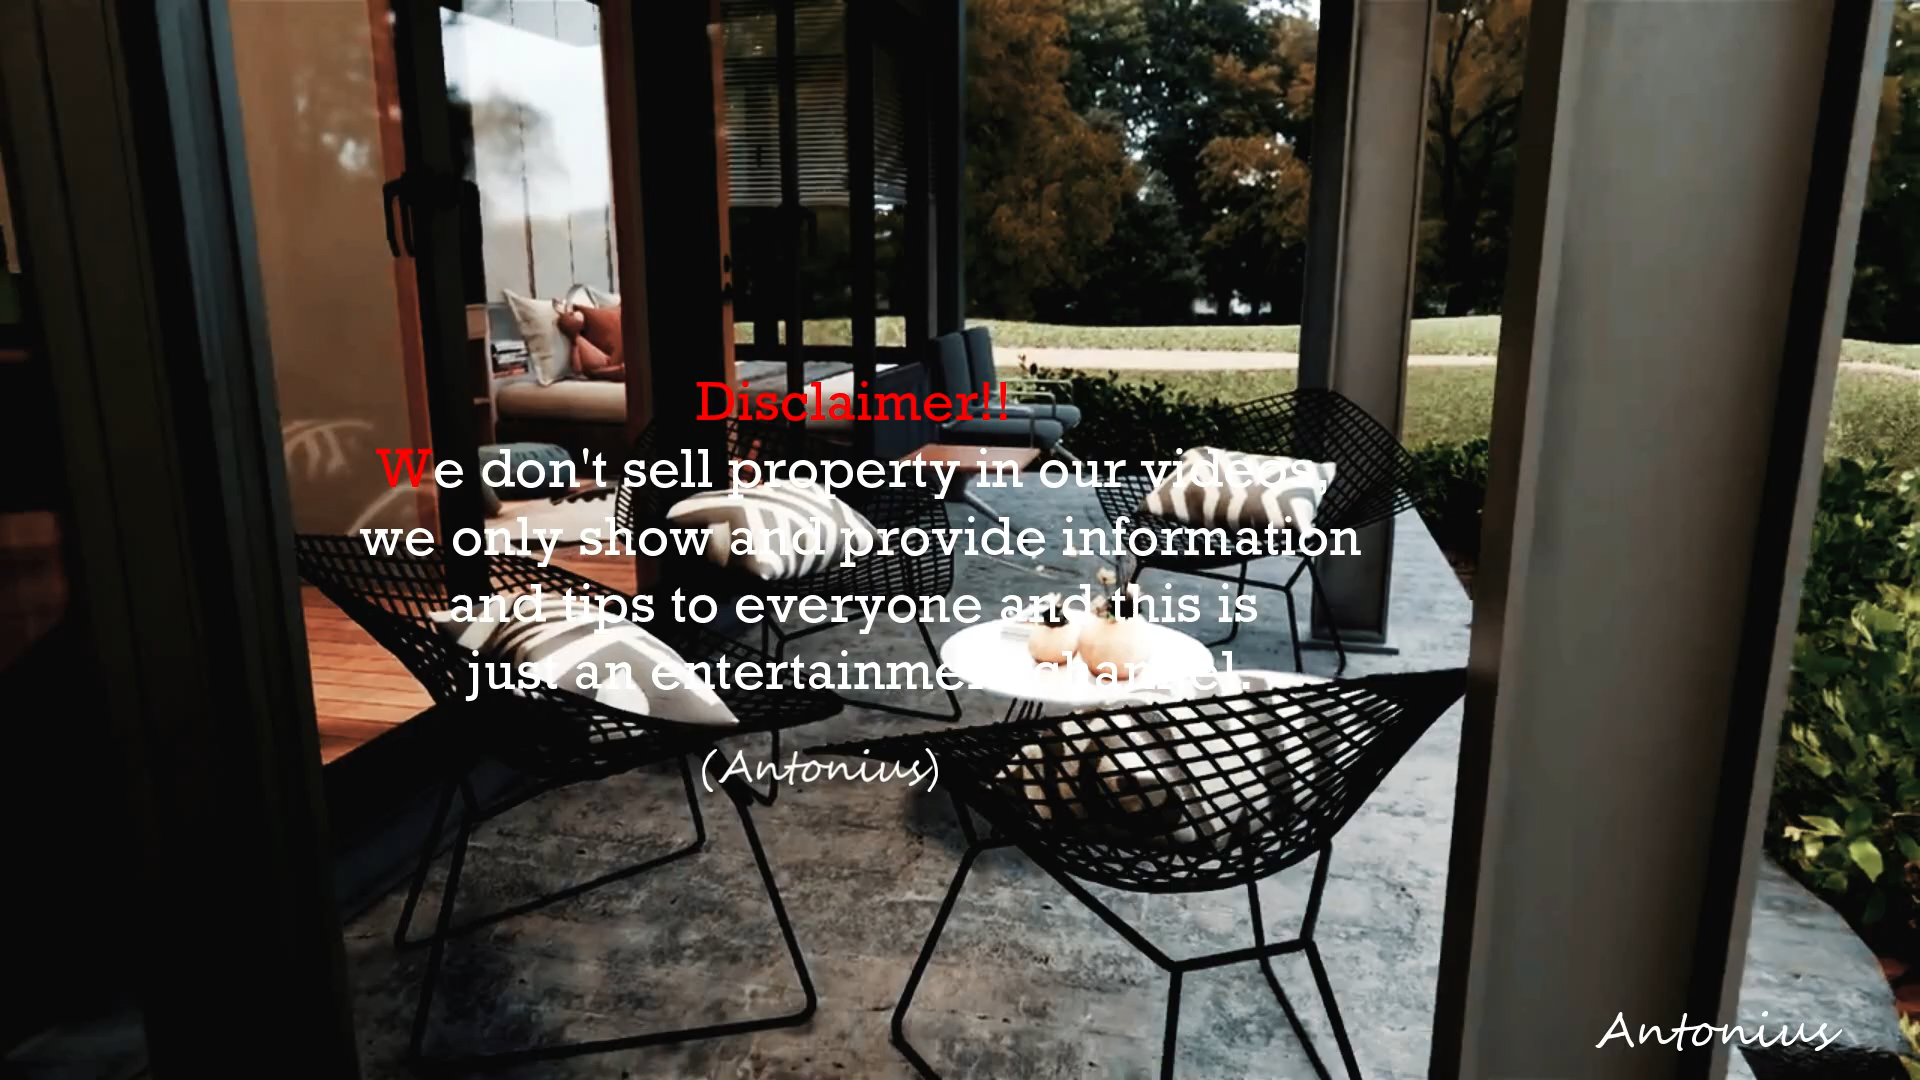 Disclaimer!!
We don't sell property in our videos,
we only show and provide information
and tips to everyone and this is
just an entertainment channel.
(Antonius)
Antonius